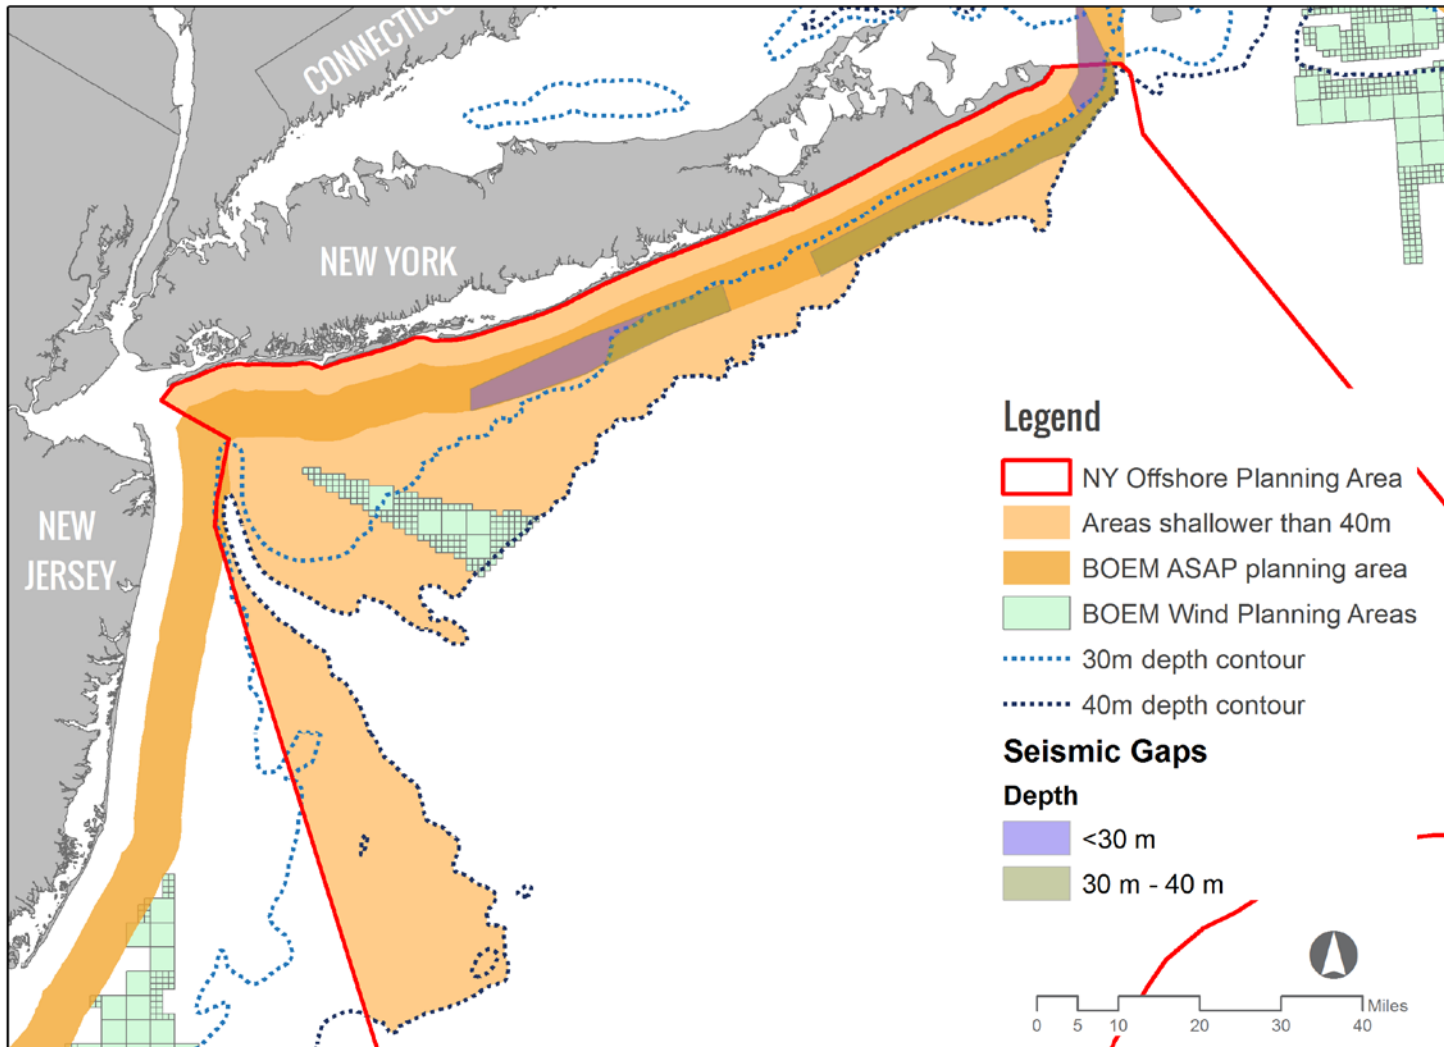 CONNECTICU
NEW YORK
NEW
JERSEY
Legend
NY Offshore Planning Area
Areas shallower than 40m
BOEM ASAP planning area
BOEM Wind Planning Areas
30m depth contour
40m depth contour
Seismic Gaps
Depth
<30 m
30 m - 40 m
Miles
0 5 10 20 30 40